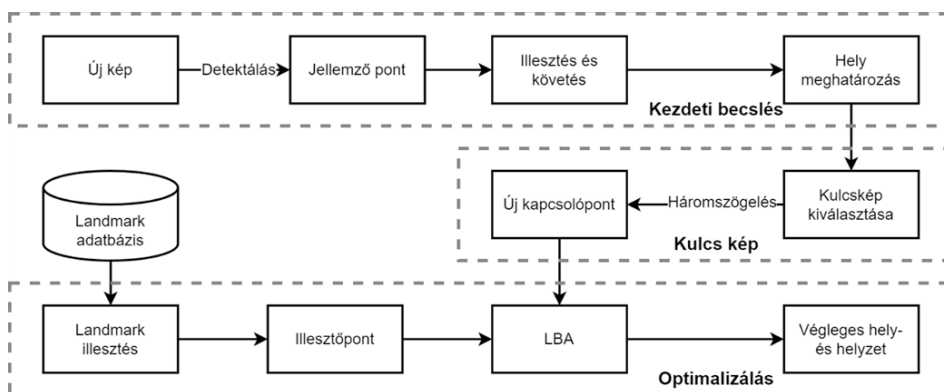 Új kép
Detektálás
Jellemző pont
Illesztés és
követés
Hely
meghatározás
Kezdeti becslés
Landmark
adatbázis
Új kapcsolópont
Háromszögelés
Kulcskép
kiválasztása
Kulcs kép
Landmark
illesztés
Illesztőpont
LBA
Végleges hely-
és helyzet
Optimalizálás